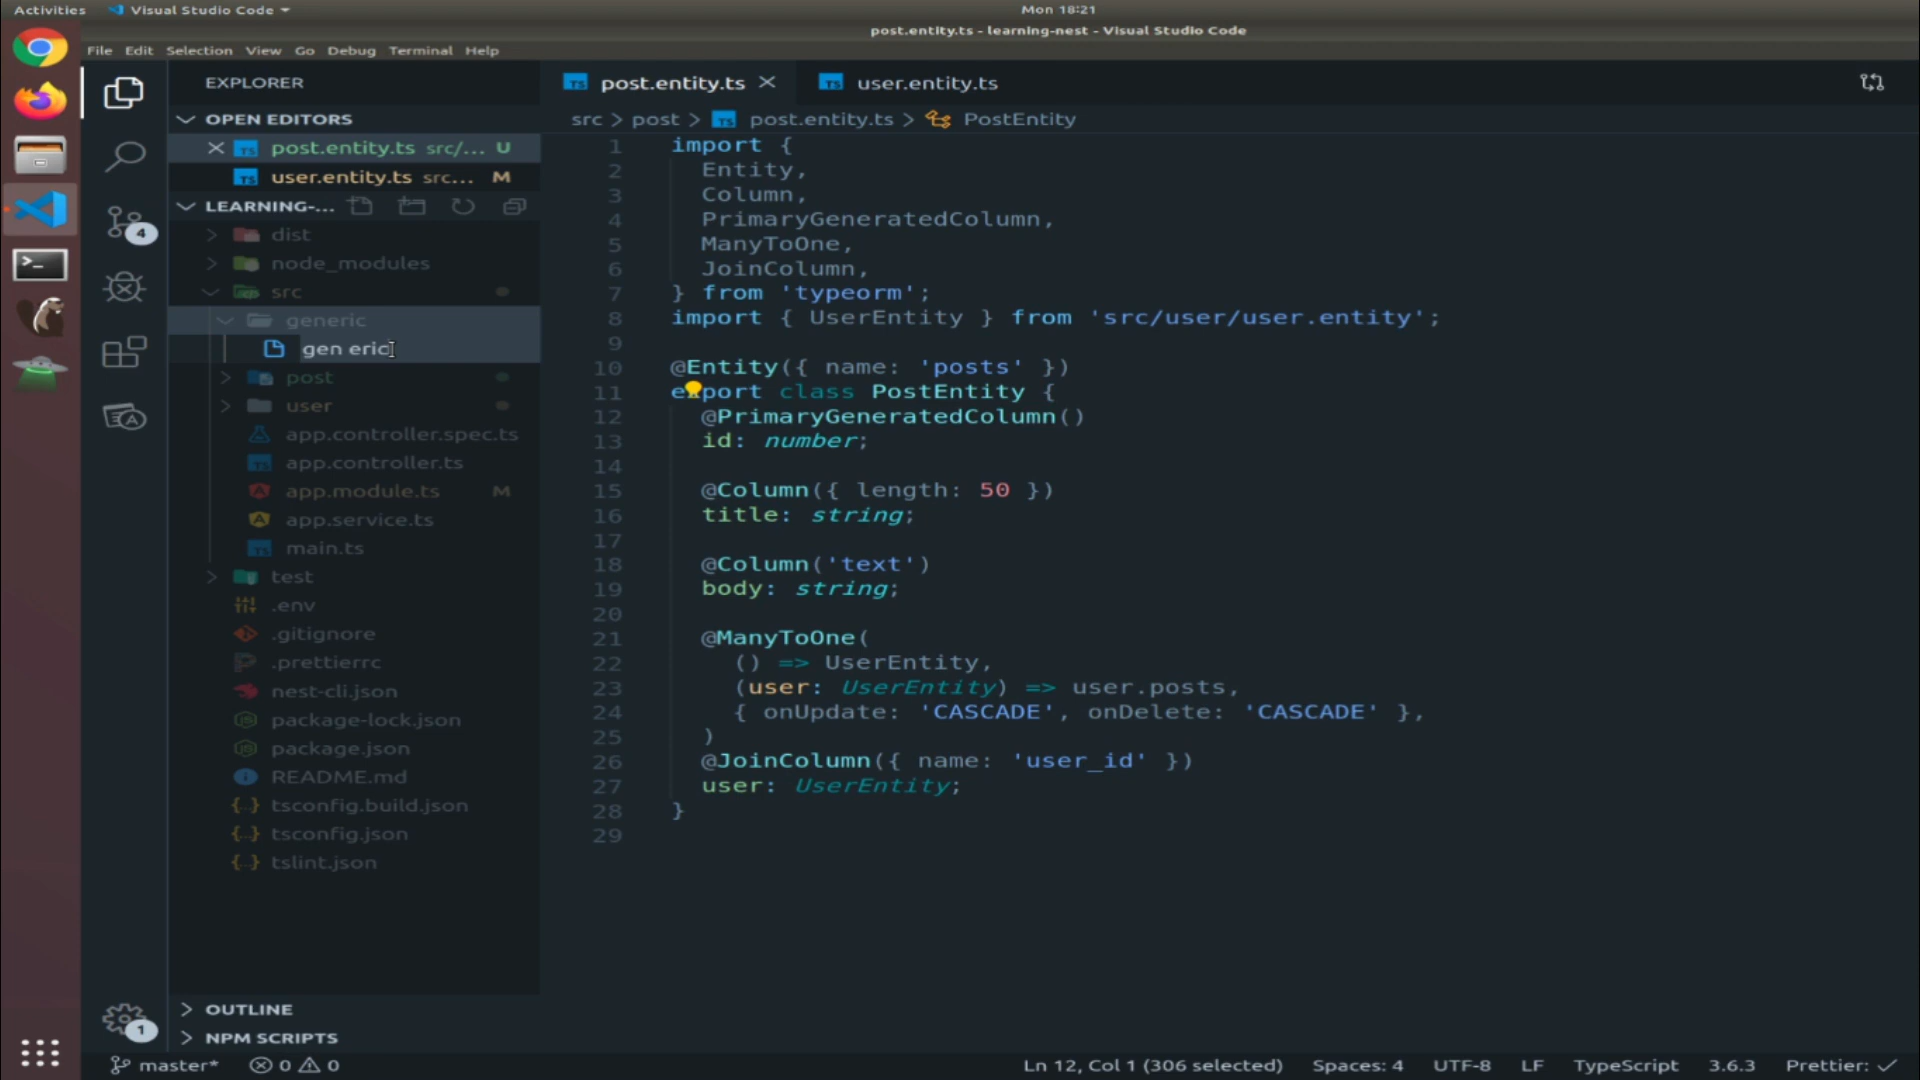 Activities
Visual Studio Code
Mon 18:21
post.entity.ts - learning-nest - Visual Studio Code
File Edit Selection View Go Debug Terminal Help
EXPLORER
OPEN EDITORS
post.entity.ts src/... U
user.entity.ts src... M
LEARNING-...
dist
node_modules
src
generic
gen eric
post
user
app.controller.spec.ts
app.controller.ts
app.module.ts M
app.service.ts
main.ts
test
.env
.gitignore
.prettierrc
nest-cli.json
package-lock.json
package.json
README.md
tsconfig.build.json
tsconfig.json
tslint.json
OUTLINE
NPM SCRIPTS
4
1
post.entity.ts
user.entity.ts
src > post > post.entity.ts > PostEntity
1 import {
2 Entity,
3 Column,
4 PrimaryGeneratedColumn,
5 ManyToOne,
6 JoinColumn,
7 } from 'typeorm';
8 import { UserEntity } from 'src/user/user.entity';
9
10 @Entity({ name: 'posts' })
11 export class PostEntity {
12 @PrimaryGeneratedColumn()
13 id: number;
14
15 @Column({ length: 50 })
16 title: string;
17
18 @Column('text')
19 body: string;
20
21 @ManyToOne(
22 () => UserEntity,
23 (user: UserEntity) => user.posts,
24 { onUpdate: 'CASCADE', onDelete: 'CASCADE' },
25 )
26 @JoinColumn({ name: 'user_id' })
27 user: UserEntity;
28 }
29
master* 0 0
Ln 12, Col 1 (306 selected) Spaces: 4 UTF-8 LF TypeScript 3.6.3 Prettier: ✓